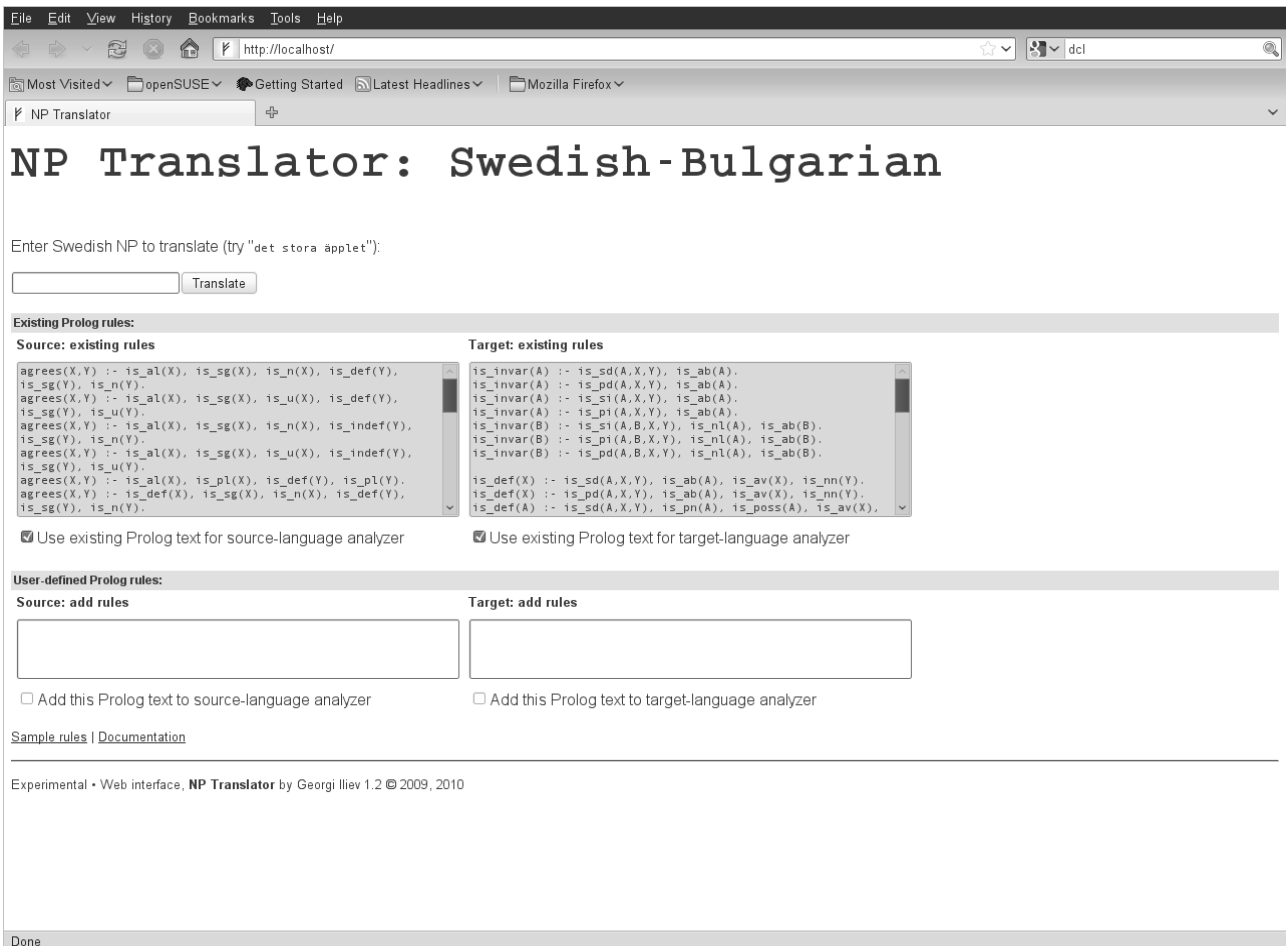 File Edit View History Bookmarks Tools Help
http://localhost/ dcl
Most Visited openSUSE Getting Started Latest Headlines Mozilla Firefox
NP Translator
NP Translator: Swedish-Bulgarian
Enter Swedish NP to translate (try "det stora äpplet"):
Translate
Existing Prolog rules:
Source: existing rules
agrees(X,Y) :- is_al(X), is_sg(X), is_n(X), is_def(Y),
is_sg(Y), is_n(Y).
agrees(X,Y) :- is_al(X), is_sg(X), is_u(X), is_def(Y),
is_sg(Y), is_u(Y).
agrees(X,Y) :- is_al(X), is_sg(X), is_n(X), is_indef(Y),
is_sg(Y), is_n(Y).
agrees(X,Y) :- is_al(X), is_sg(X), is_u(X), is_indef(Y),
is_sg(Y), is_u(Y).
agrees(X,Y) :- is_al(X), is_pl(X), is_def(Y), is_pl(Y).
agrees(X,Y) :- is_def(X), is_sg(X), is_n(X), is_def(Y),
is_sg(Y), is_n(Y).
Use existing Prolog text for source-language analyzer
Target: existing rules
is_invar(A) :- is_sd(A,X,Y), is_ab(A).
is_invar(A) :- is_pd(A,X,Y), is_ab(A).
is_invar(A) :- is_si(A,X,Y), is_ab(A).
is_invar(A) :- is_pi(A,X,Y), is_ab(A).
is_invar(B) :- is_si(A,B,X,Y), is_nl(A), is_ab(B).
is_invar(B) :- is_pi(A,B,X,Y), is_nl(A), is_ab(B).
is_invar(B) :- is_pd(A,B,X,Y), is_nl(A), is_ab(B).
is_def(X) :- is_sd(A,X,Y), is_ab(A), is_av(X), is_nn(Y).
is_def(X) :- is_pd(A,X,Y), is_ab(A), is_av(X), is_nn(Y).
is_def(A) :- is_sd(A,X,Y), is_pn(A), is_poss(A), is_av(X),
Use existing Prolog text for target-language analyzer
User-defined Prolog rules:
Source: add rules
Add this Prolog text to source-language analyzer
Target: add rules
Add this Prolog text to target-language analyzer
Sample rules | Documentation
Experimental • Web interface, NP Translator by Georgi Iliev 1.2 © 2009, 2010
Done